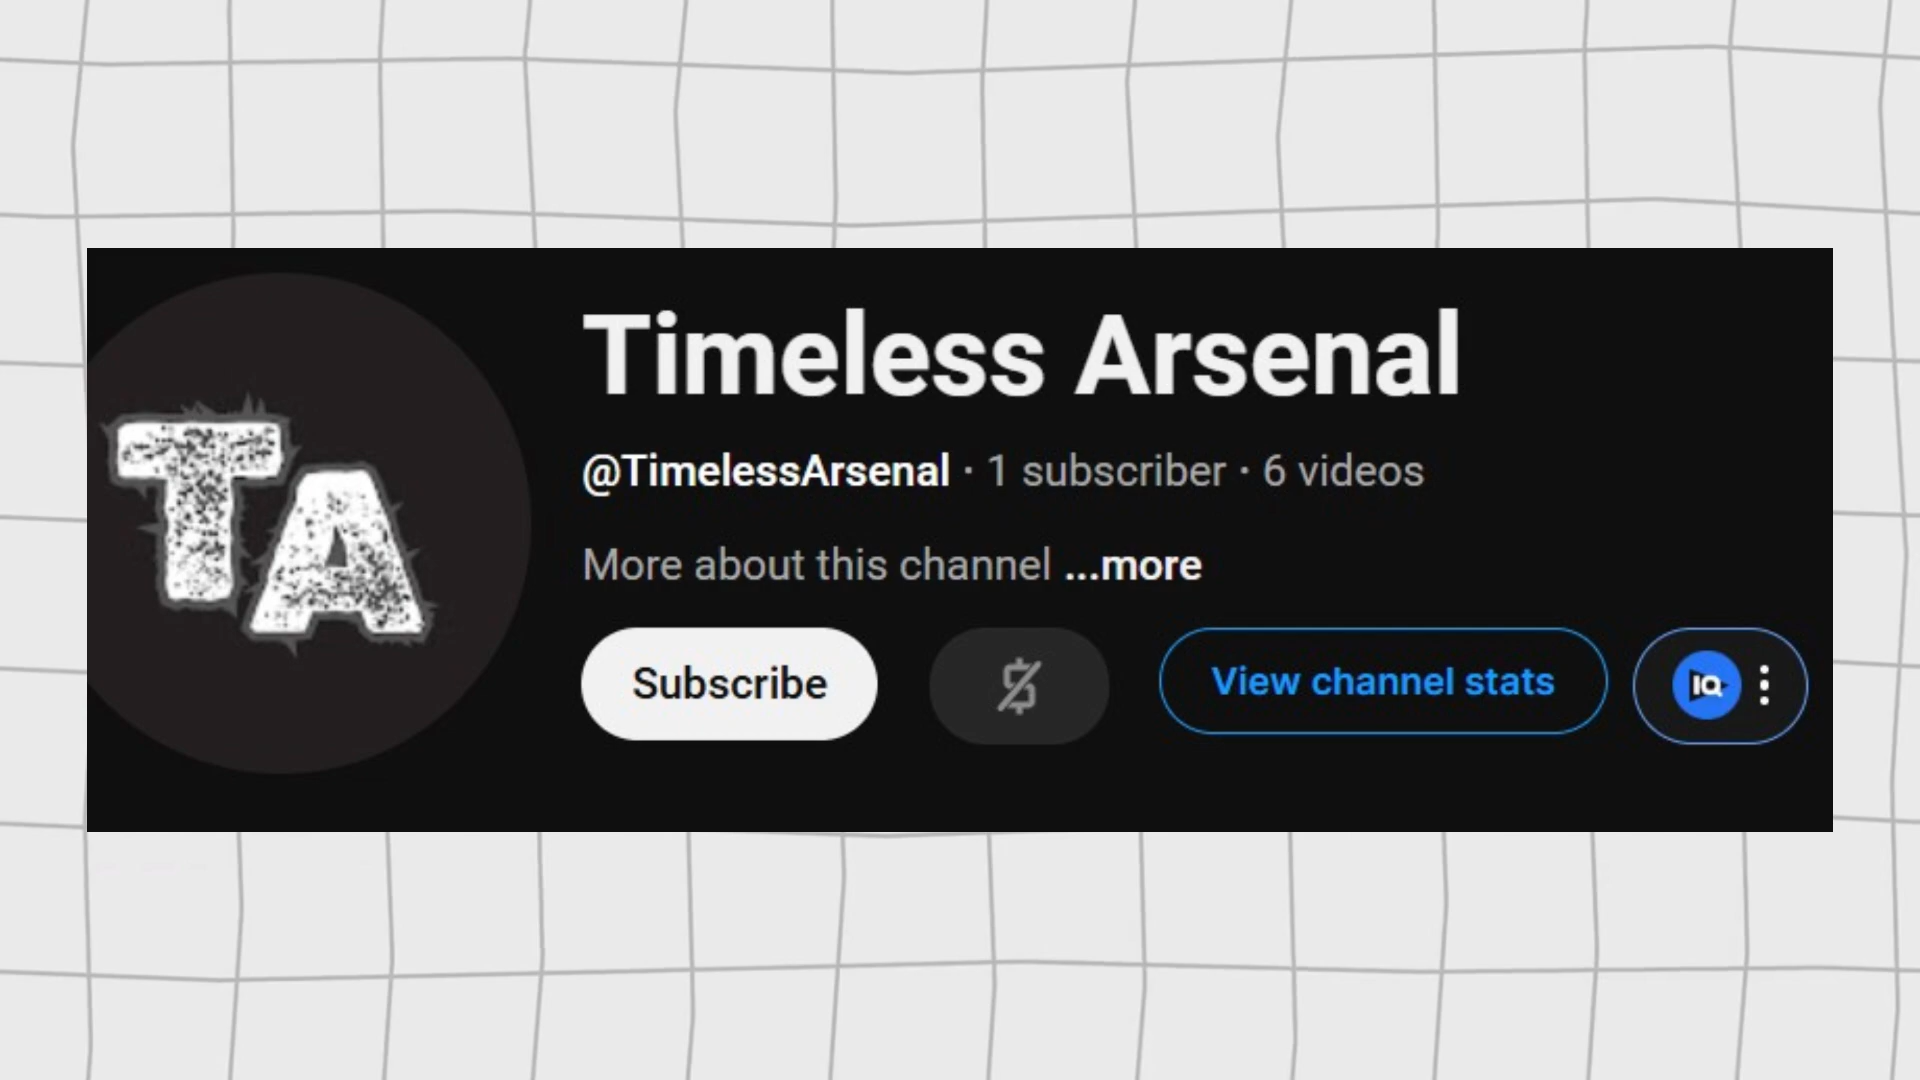 TA
Timeless Arsenal
@TimelessArsenal · 1 subscriber · 6 videos
More about this channel ...more
Subscribe
View channel stats
IQ